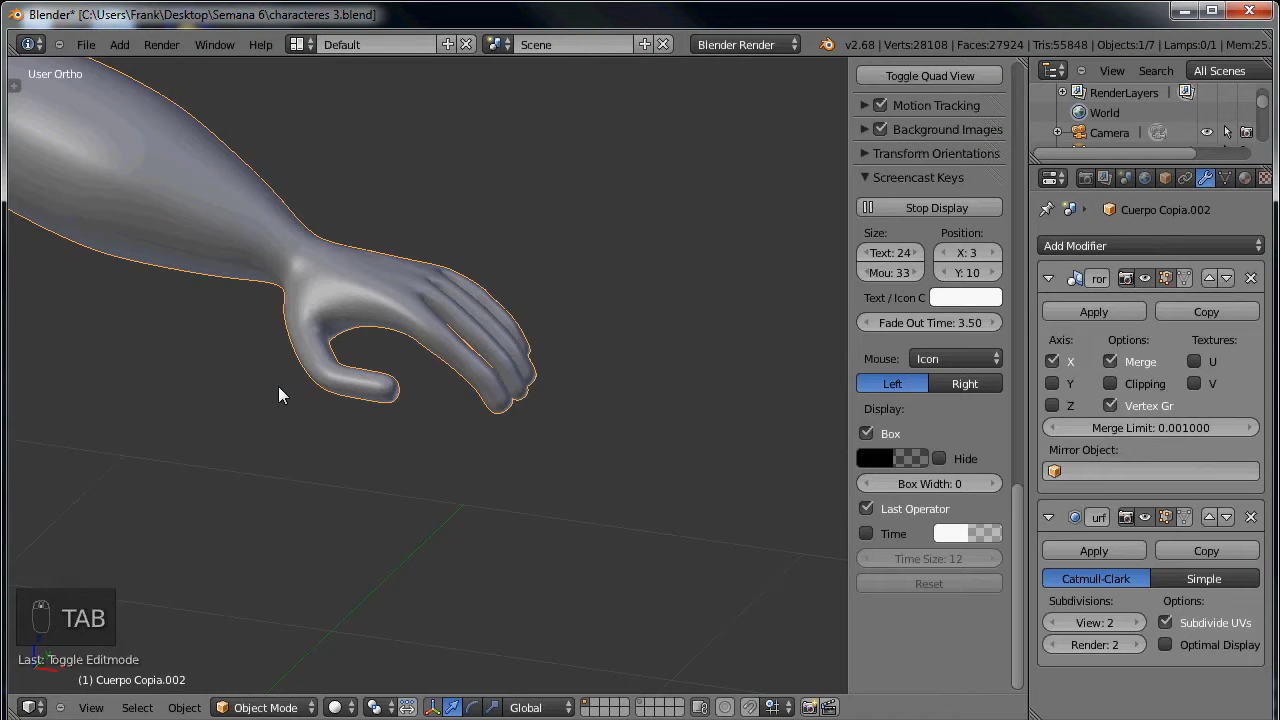 Blender* [C:\Users\Frank\Desktop\Semana 6\characteres 3.blend]
File Add Render Window Help Default Scene Blender Render v2.68 | Verts:28108 | Faces:27924 | Tris:55848 | Objects:1/7 | Lamps:0/1 | Mem:25.
User Ortho
Toggle Quad View
Motion Tracking
Background Images
Transform Orientations
Screencast Keys
Stop Display
Size: Position:
Text: 24 X: 3
Mou: 33 Y: 10
Text / Icon C
Fade Out Time: 3.50
Mouse: Icon
Left Right
Display:
Box
Hide
Box Width: 0
Last Operator
Time
Time Size: 12
Reset
View Search All Scenes
RenderLayers
World
Camera
Cuerpo Copia.002
Add Modifier
ror
Apply Copy
Axis: Options: Textures:
X Merge U
Y Clipping V
Z Vertex Gr
Merge Limit: 0.001000
Mirror Object:
urf
Apply Copy
Catmull-Clark Simple
Subdivisions: Options:
View: 2 Subdivide UVs
Render: 2 Optimal Display
TAB
Last: Toggle Editmode
(1) Cuerpo Copia.002
View Select Object Object Mode Global